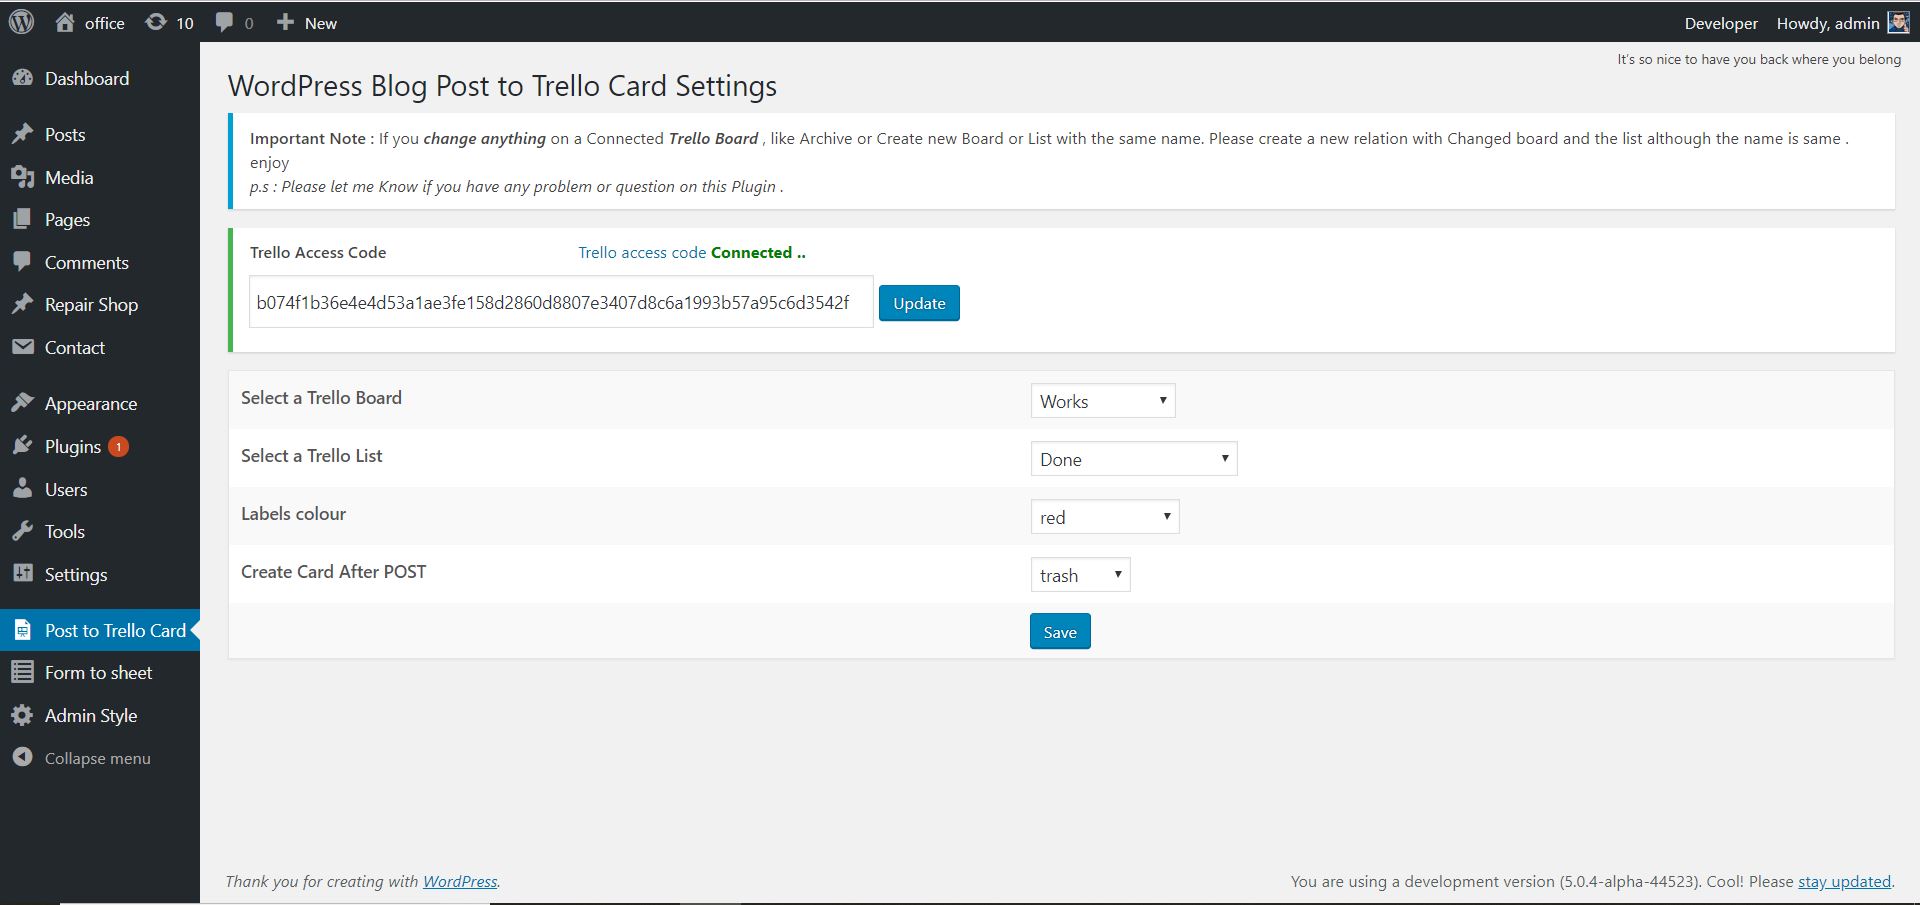 office 10 0 New Developer Howdy, admin
It's so nice to have you back where you belong
Dashboard
Posts
Media
Pages
Comments
Repair Shop
Contact
Appearance
Plugins 1
Users
Tools
Settings
Post to Trello Card
Form to sheet
Admin Style
Collapse menu
WordPress Blog Post to Trello Card Settings
Important Note : If you change anything on a Connected Trello Board , like Archive or Create new Board or List with the same name. Please create a new relation with Changed board and the list although the name is same .
enjoy
p.s : Please let me Know if you have any problem or question on this Plugin .
Trello Access Code Trello access code Connected ..
b074f1b36e4e4d53a1ae3fe158d2860d8807e3407d8c6a1993b57a95c6d3542f Update
Select a Trello Board Works
Select a Trello List Done
Labels colour red
Create Card After POST trash
Save
Thank you for creating with WordPress. You are using a development version (5.0.4-alpha-44523). Cool! Please stay updated.